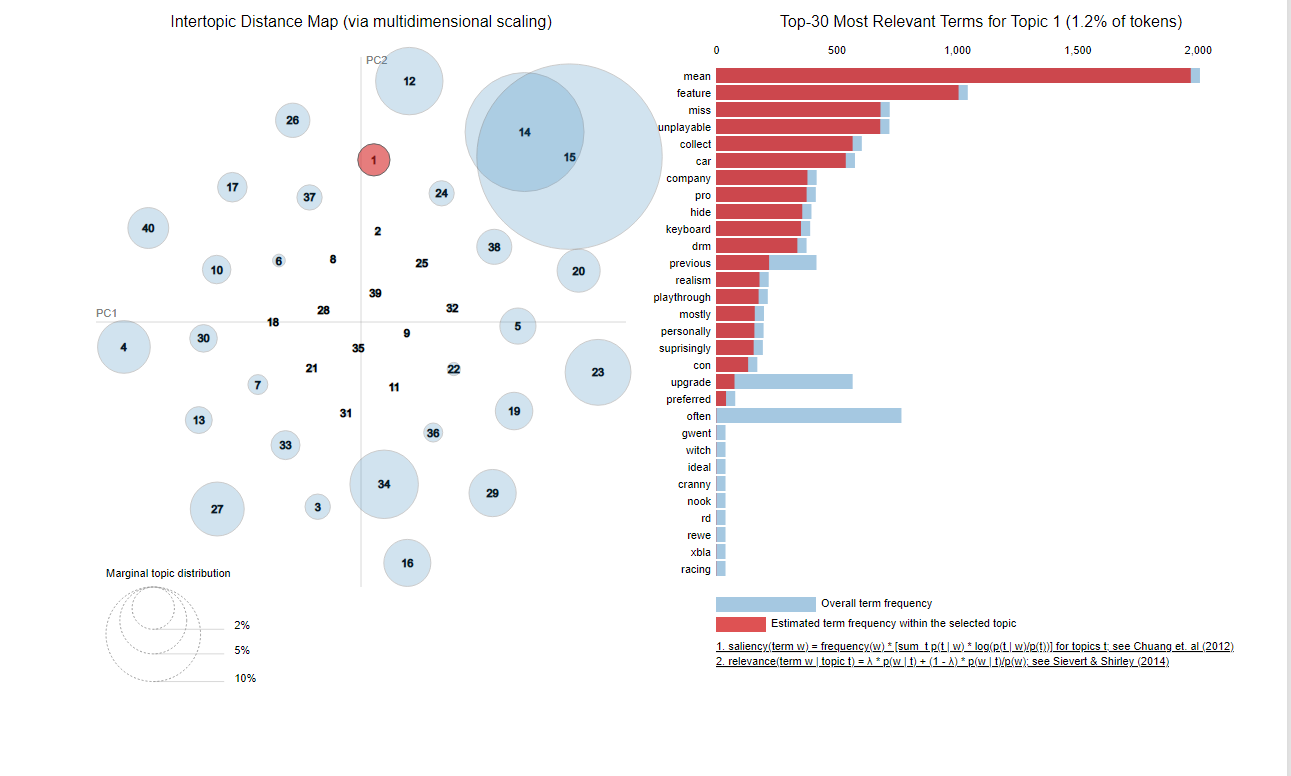 Intertopic Distance Map (via multidimensional scaling)
PC2
PC1
12
26
14
15
1
17
37
24
40
2
38
6
8
25
10
20
39
28
32
18
5
9
30
4
35
21
22
23
7
11
13
31
19
33
36
34
29
27
3
16
Marginal topic distribution
2%
5%
10%
Top-30 Most Relevant Terms for Topic 1 (1.2% of tokens)
0 500 1,000 1,500 2,000
mean
feature
miss
unplayable
collect
car
company
pro
hide
keyboard
drm
previous
realism
playthrough
mostly
personally
suprisingly
con
upgrade
preferred
often
gwent
witch
ideal
cranny
nook
rd
rewe
xbla
racing
Overall term frequency
Estimated term frequency within the selected topic
1. saliency(term w) = frequency(w) * [sum_t p(t | w) * log(p(t | w)/p(t))] for topics t; see Chuang et. al (2012)
2. relevance(term w | topic t) = λ * p(w | t) + (1 - λ) * p(w | t)/p(w); see Sievert & Shirley (2014)